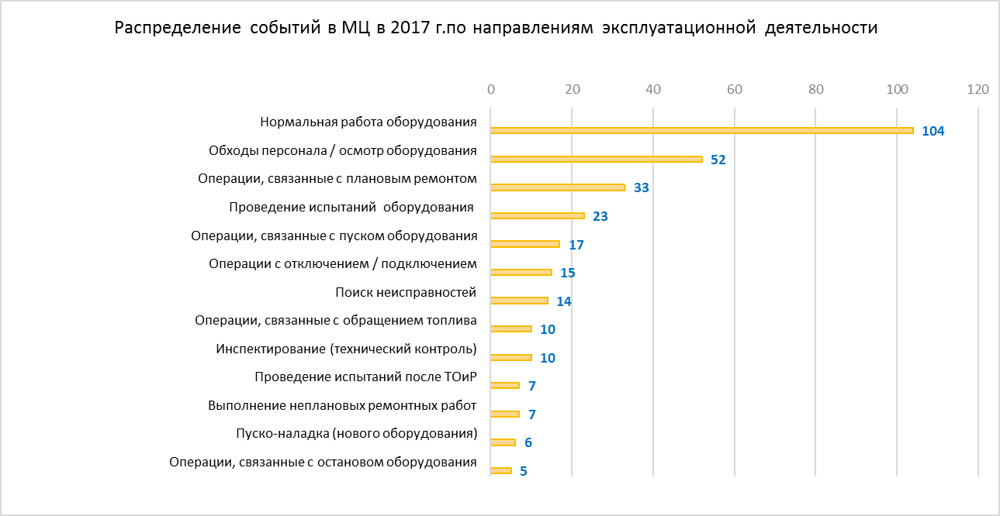 Распределение событий в МЦ в 2017 г.по направлениям эксплуатационной деятельности
0 20 40 60 80 100 120
Нормальная работа оборудования 104
Обходы персонала / осмотр оборудования 52
Операции, связанные с плановым ремонтом 33
Проведение испытаний оборудования 23
Операции, связанные с пуском оборудования 17
Операции с отключением / подключением 15
Поиск неисправностей 14
Операции, связанные с обращением топлива 10
Инспектирование (технический контроль) 10
Проведение испытаний после ТОиР 7
Выполнение неплановых ремонтных работ 7
Пуско-наладка (нового оборудования) 6
Операции, связанные с остановом оборудования 5